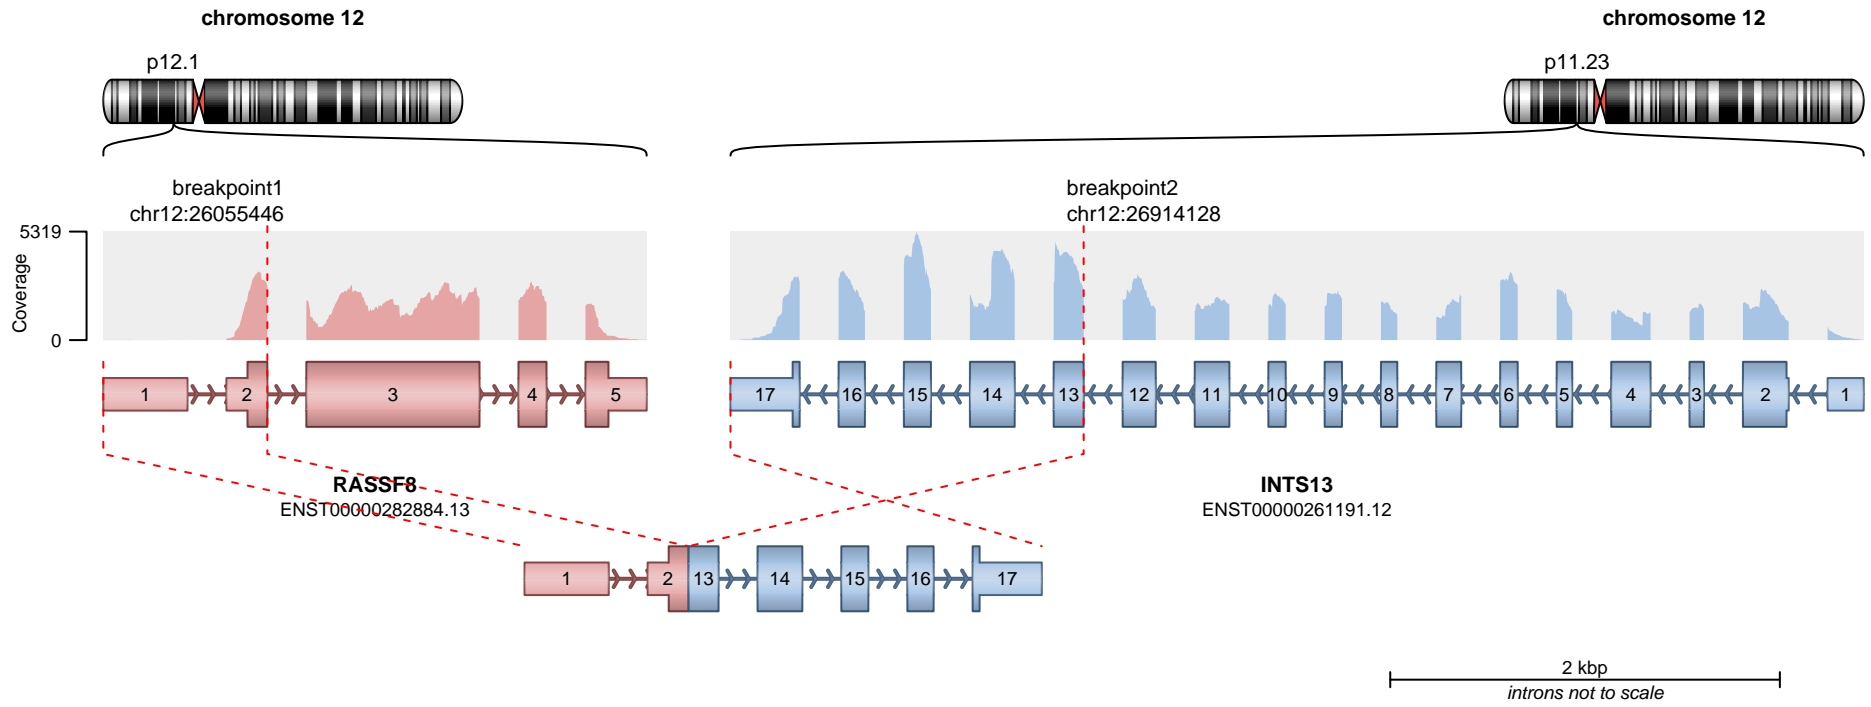 chromosome 12
chromosome 12
p12.1
p11.23
breakpoint1
chr12:26055446
breakpoint2
chr12:26914128
5319
Coverage
0
1 2 3 4 5
17 16 15 14 13 12 11 10 9 8 7 6 5 4 3 2 1
RASSF8
ENST00000282884.13
INTS13
ENST00000261191.12
1 2 13 14 15 16 17
2 kbp
introns not to scale